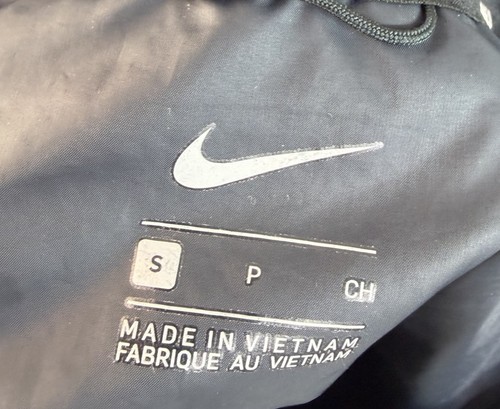 S P CH
MADE IN VIETNAM
FABRIQUE AU VIETNAM